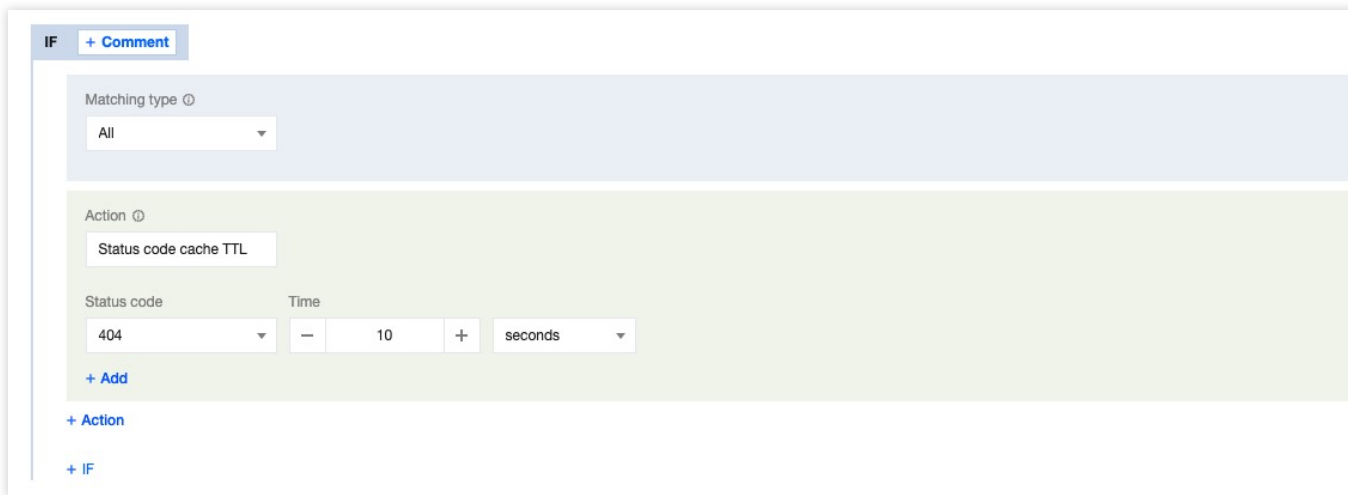 IF + Comment
Matching type
All
Action
Status code cache TTL
Status code Time
404 − 10 + seconds
+ Add
+ Action
+ IF